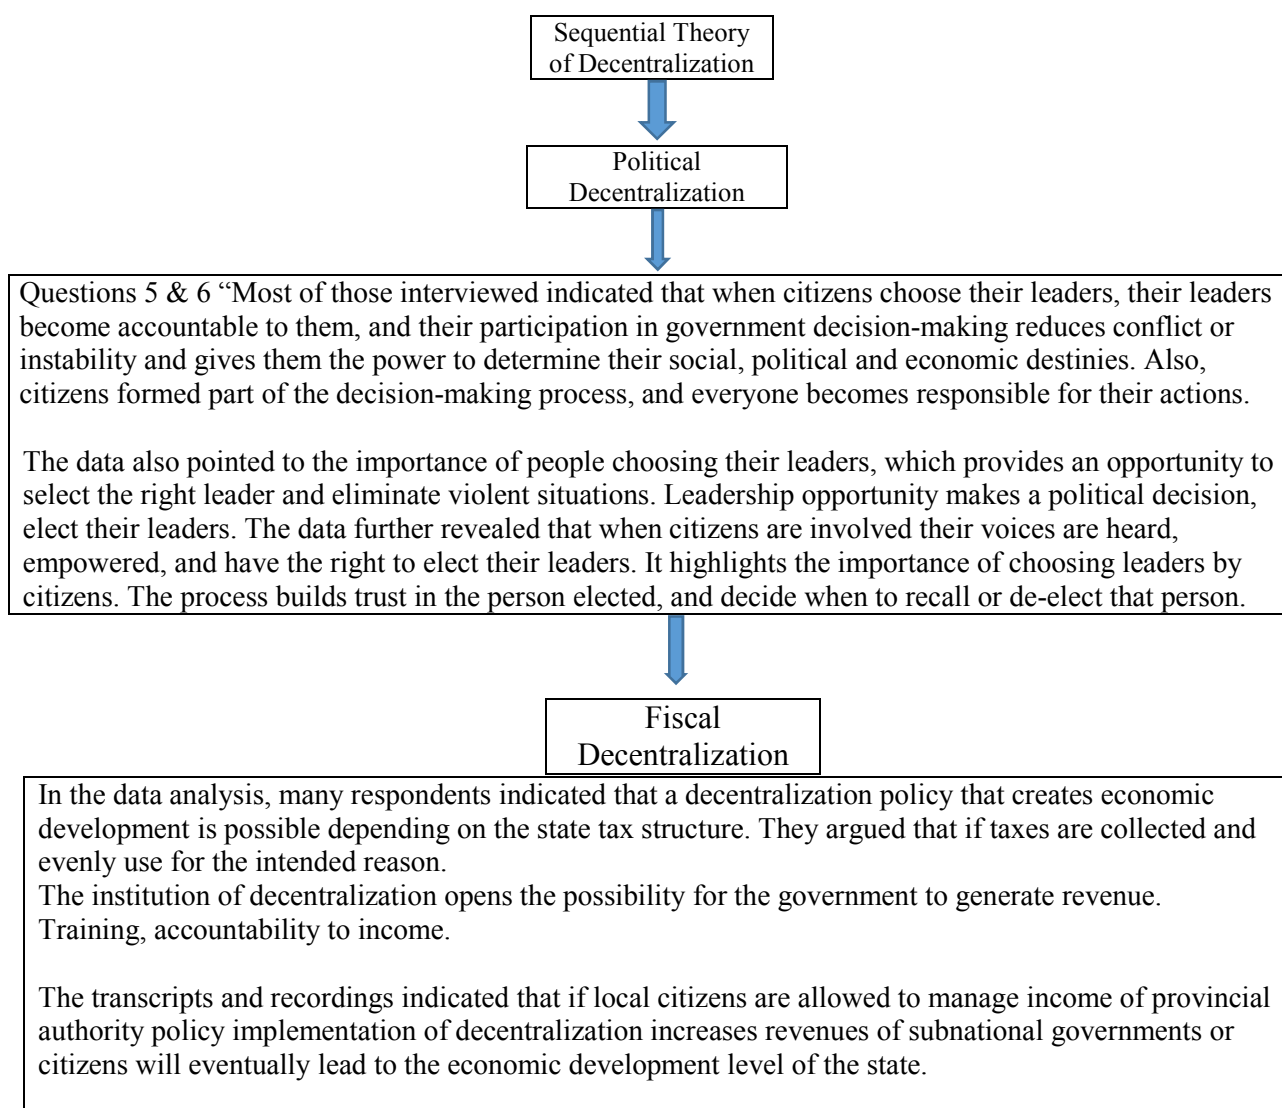 Sequential Theory
of Decentralization
Political
Decentralization
Questions 5 & 6 “Most of those interviewed indicated that when citizens choose their leaders, their leaders
become accountable to them, and their participation in government decision-making reduces conflict or
instability and gives them the power to determine their social, political and economic destinies. Also,
citizens formed part of the decision-making process, and everyone becomes responsible for their actions.
The data also pointed to the importance of people choosing their leaders, which provides an opportunity to
select the right leader and eliminate violent situations. Leadership opportunity makes a political decision,
elect their leaders. The data further revealed that when citizens are involved their voices are heard,
empowered, and have the right to elect their leaders. It highlights the importance of choosing leaders by
citizens. The process builds trust in the person elected, and decide when to recall or de-elect that person.
Fiscal
Decentralization
In the data analysis, many respondents indicated that a decentralization policy that creates economic
development is possible depending on the state tax structure. They argued that if taxes are collected and
evenly use for the intended reason.
The institution of decentralization opens the possibility for the government to generate revenue.
Training, accountability to income.
The transcripts and recordings indicated that if local citizens are allowed to manage income of provincial
authority policy implementation of decentralization increases revenues of subnational governments or
citizens will eventually lead to the economic development level of the state.